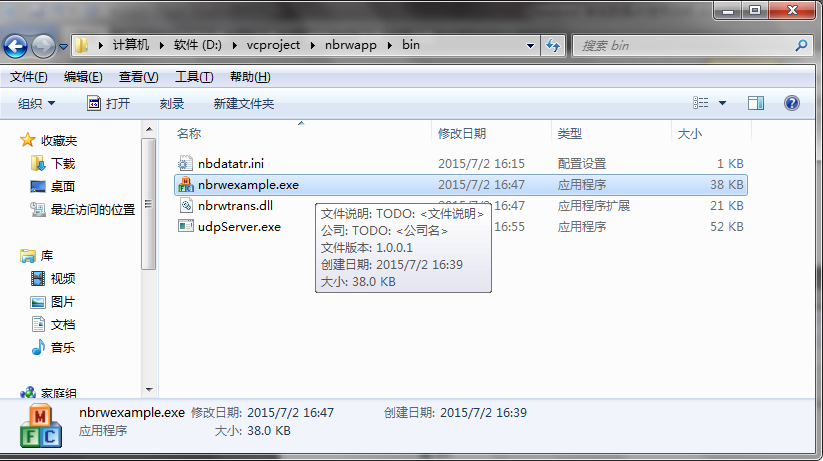 计算机 ▸ 软件 (D:) ▸ vcproject ▸ nbrwapp ▸ bin
搜索 bin
文件(F) 编辑(E) 查看(V) 工具(T) 帮助(H)
组织 打开 刻录 新建文件夹
收藏夹
下载
桌面
最近访问的位置
库
视频
图片
文档
音乐
家庭组
名称 修改日期 类型 大小
nbdatatr.ini 2015/7/2 16:15 配置设置 1 KB
nbrwexample.exe 2015/7/2 16:47 应用程序 38 KB
nbrwtrans.dll 16:47 应用程序扩展 21 KB
udpServer.exe 16:55 应用程序 52 KB
文件说明: TODO: <文件说明>
公司: TODO: <公司名>
文件版本: 1.0.0.1
创建日期: 2015/7/2 16:39
大小: 38.0 KB
M
F C
nbrwexample.exe 修改日期: 2015/7/2 16:47 创建日期: 2015/7/2 16:39
应用程序 大小: 38.0 KB